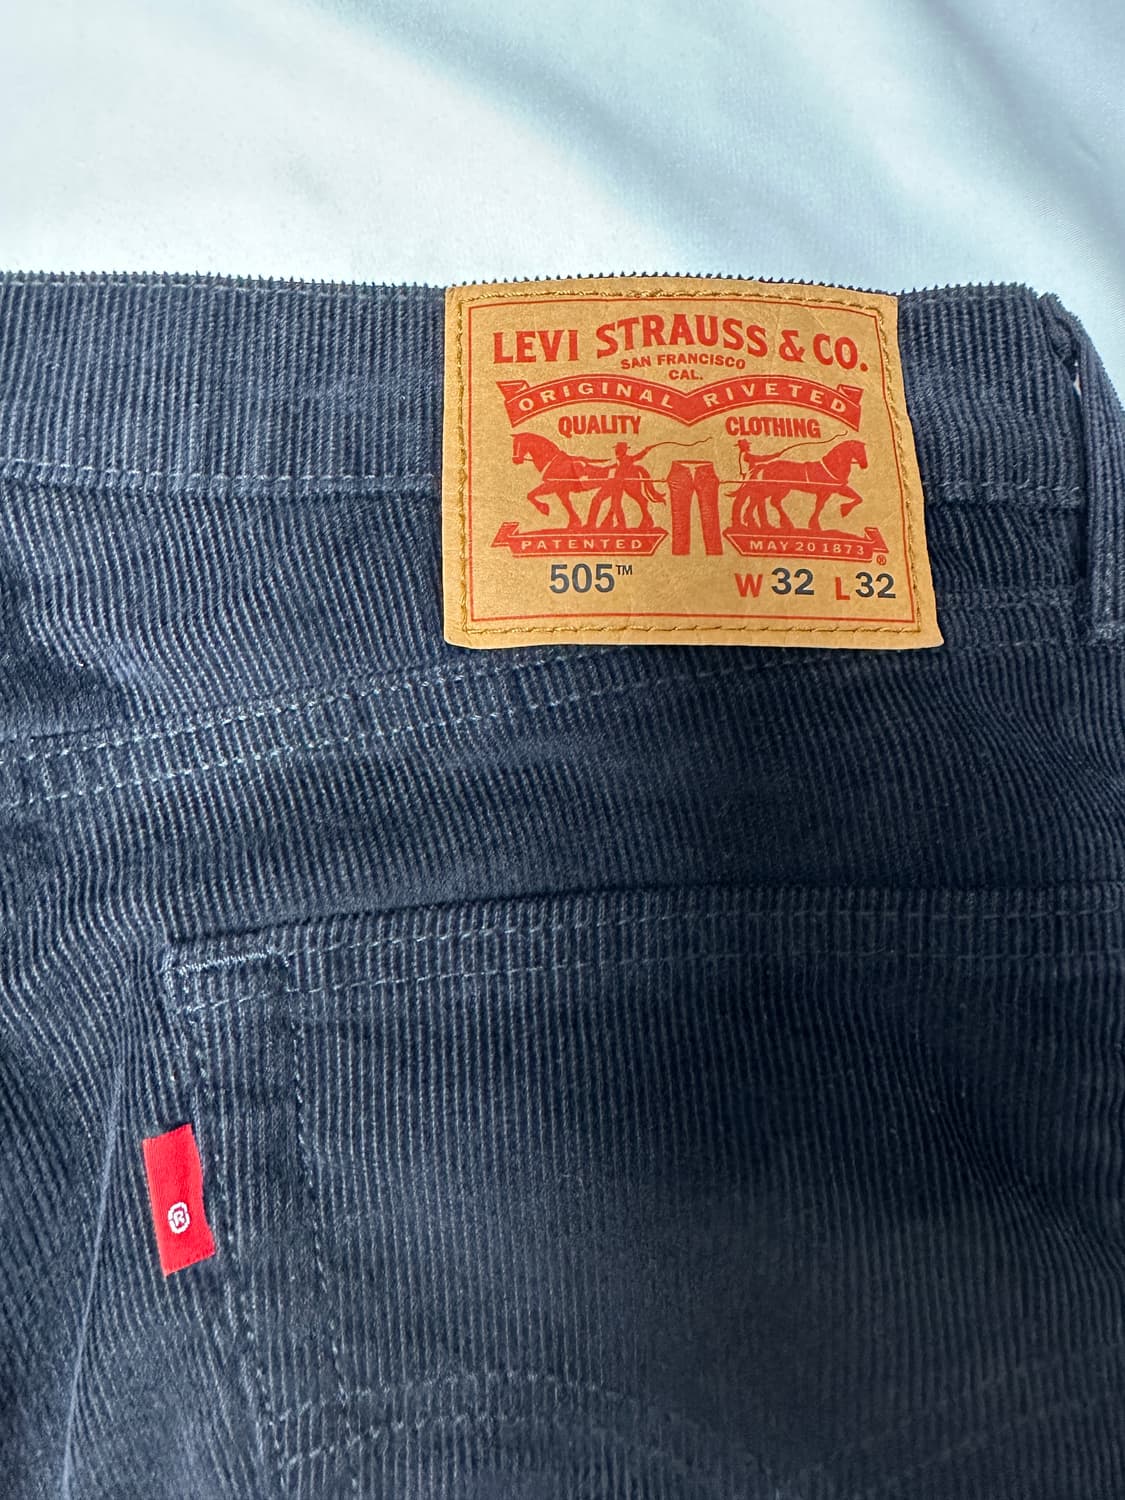 LEVI STRAUSS & CO.
SAN FRANCISCO
CAL.
ORIGINAL RIVETED
QUALITY CLOTHING
PATENTED MAY 20 1873 ®
505™ W 32 L 32
®